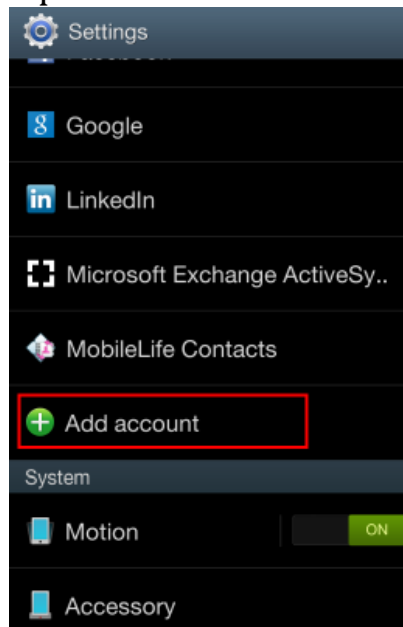 Settings
Google
LinkedIn
Microsoft Exchange ActiveSy..
MobileLife Contacts
Add account
System
Motion
ON
Accessory